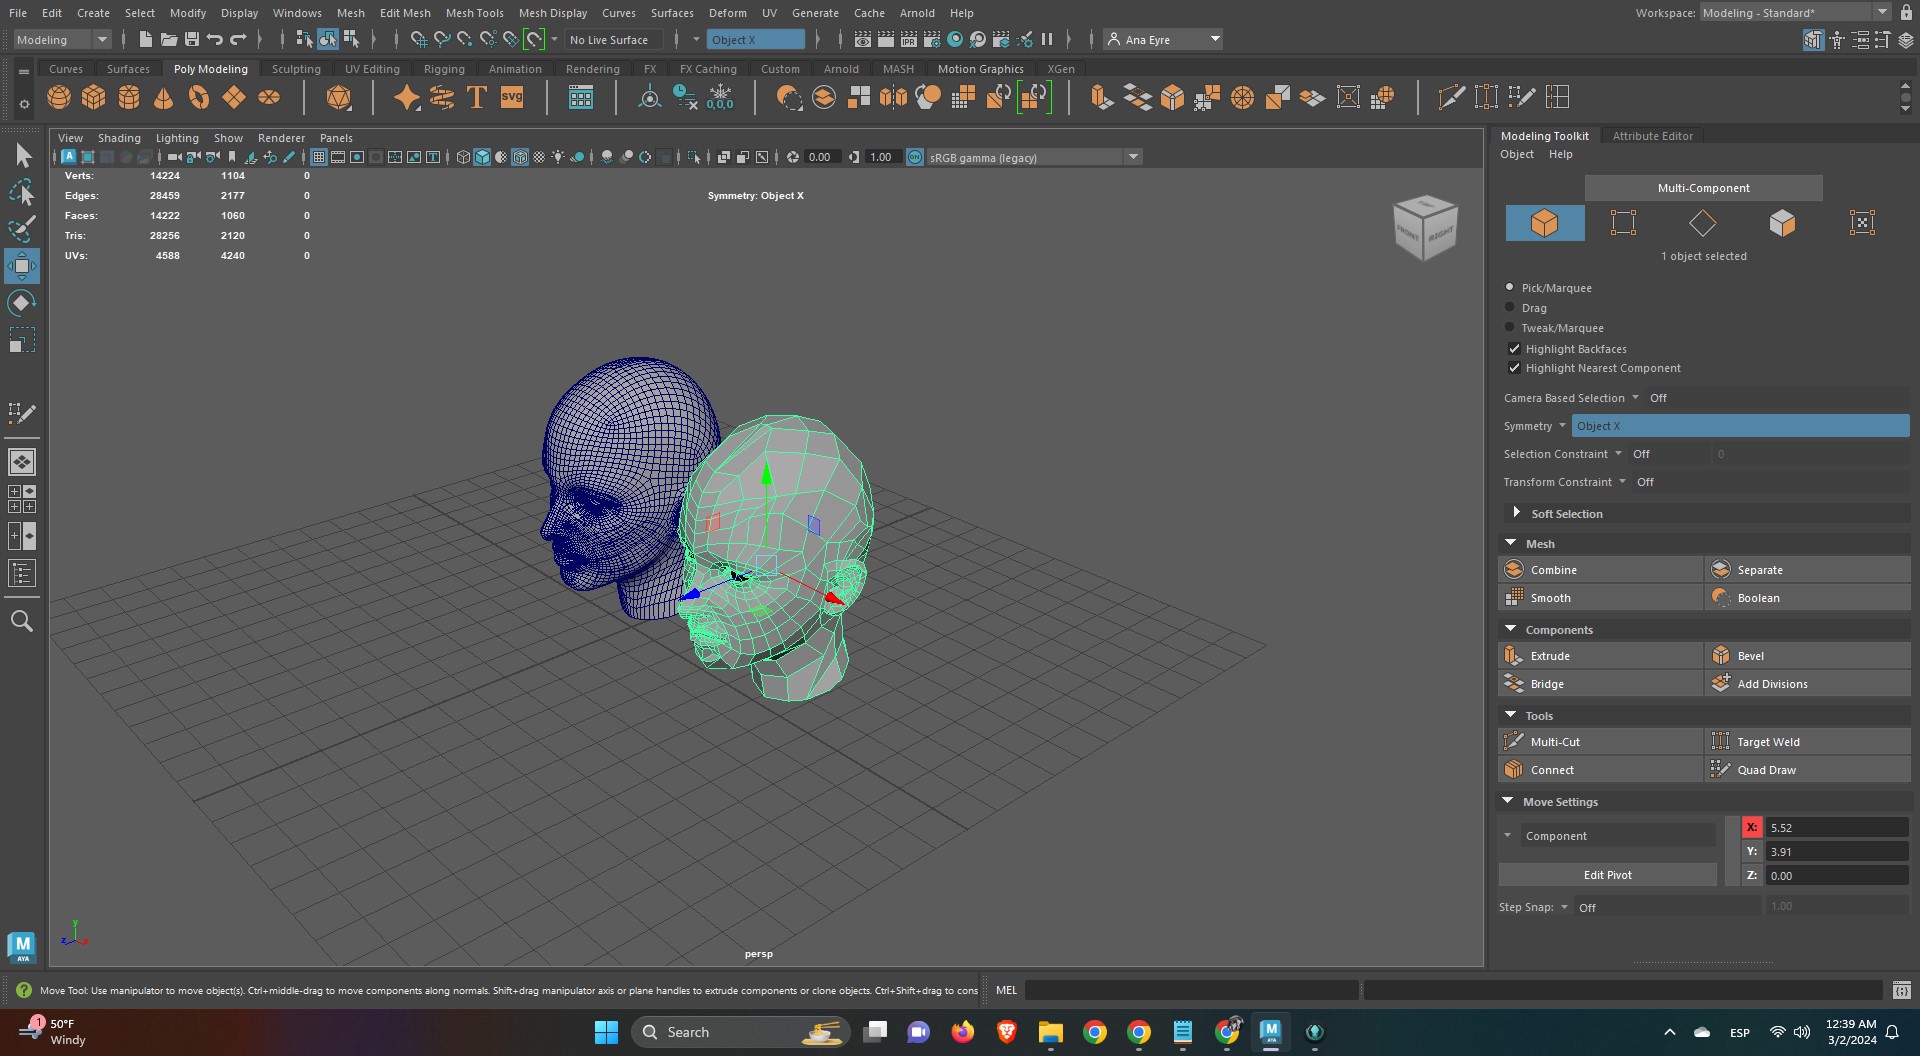 File Edit Create Select Modify Display Windows Mesh Edit Mesh Mesh Tools Mesh Display Curves Surfaces Deform UV Generate Cache Arnold Help Workspace: Modeling - Standard*
Modeling No Live Surface Object X Ana Eyre
Curves Surfaces Poly Modeling Sculpting UV Editing Rigging Animation Rendering FX FX Caching Custom Arnold MASH Motion Graphics XGen
SVG 0,0,0
View Shading Lighting Show Renderer Panels
0.00 1.00 ON sRGB gamma (legacy)
Verts: 14224 1104 0
Edges: 28459 2177 0
Faces: 14222 1060 0
Tris: 28256 2120 0
UVs: 4588 4240 0
Symmetry: Object X
FRONT RIGHT
persp
y
z x
Modeling Toolkit Attribute Editor
Object Help
Multi-Component
1 object selected
Pick/Marquee
Drag
Tweak/Marquee
Highlight Backfaces
Highlight Nearest Component
Camera Based Selection Off
Symmetry Object X
Selection Constraint Off 0
Transform Constraint Off
Soft Selection
Mesh
Combine Separate
Smooth Boolean
Components
Extrude Bevel
Bridge Add Divisions
Tools
Multi-Cut Target Weld
Connect Quad Draw
Move Settings
Component
X: 5.52
Y: 3.91
Edit Pivot
Z: 0.00
Step Snap: Off 1.00
M
AYA
Move Tool: Use manipulator to move object(s). Ctrl+middle-drag to move components along normals. Shift+drag manipulator axis or plane handles to extrude components or clone objects. Ctrl+Shift+drag to cons
MEL
1
50°F
Windy
Search
ESP
12:39 AM
3/2/2024